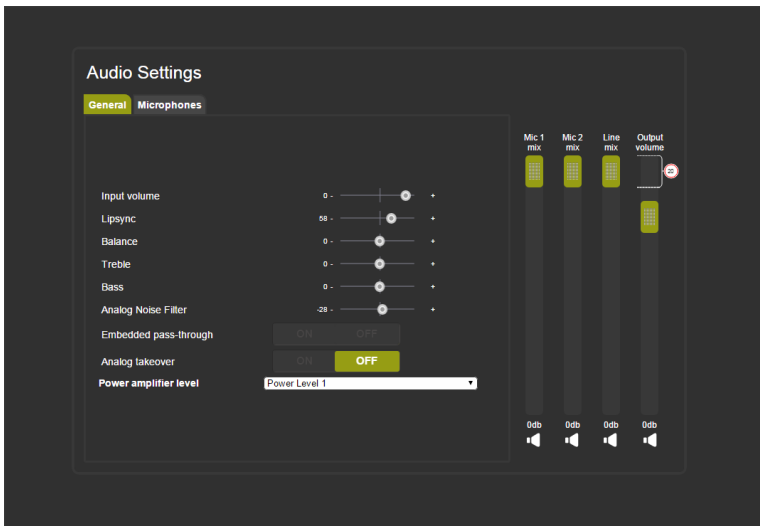 Audio Settings
General Microphones
Mic 1 mix
Mic 2 mix
Line mix
Output volume
20
Input volume 0 - +
Lipsync 58 - +
Balance 0 - +
Treble 0 - +
Bass 0 - +
Analog Noise Filter -28 - +
Embedded pass-through ON OFF
Analog takeover ON OFF
Power amplifier level Power Level 1
0db 0db 0db 0db